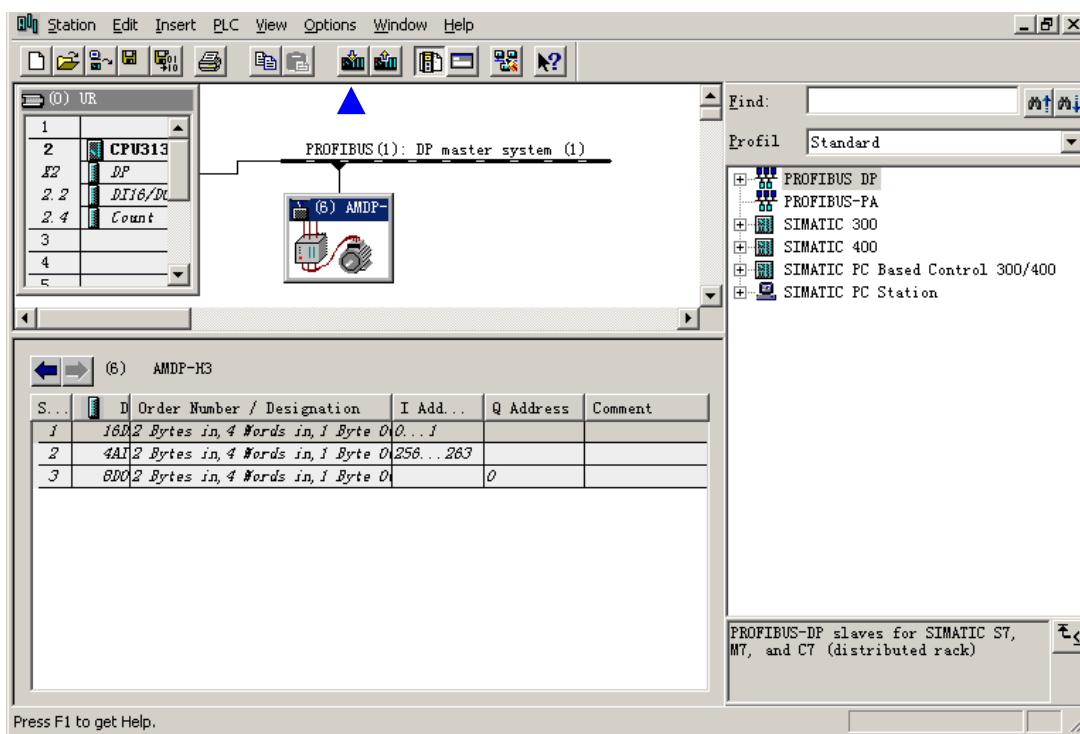 Station Edit Insert PLC View Options Window Help
(0) UR
1
2 CPU313
X2 DP
2.2 DI16/DO
2.4 Count
3
4
5
PROFIBUS(1): DP master system (1)
(6) AMDP-
Find:
Profil Standard
PROFIBUS DP
PROFIBUS-PA
SIMATIC 300
SIMATIC 400
SIMATIC PC Based Control 300/400
SIMATIC PC Station
(6) AMDP-H3
S... D Order Number / Designation I Add... Q Address Comment
1 16D 2 Bytes in,4 Words in,1 Byte O 0...1
2 4AI 2 Bytes in,4 Words in,1 Byte O 256...263
3 8DO 2 Bytes in,4 Words in,1 Byte O 0
PROFIBUS-DP slaves for SIMATIC S7,
M7, and C7 (distributed rack)
Press F1 to get Help.